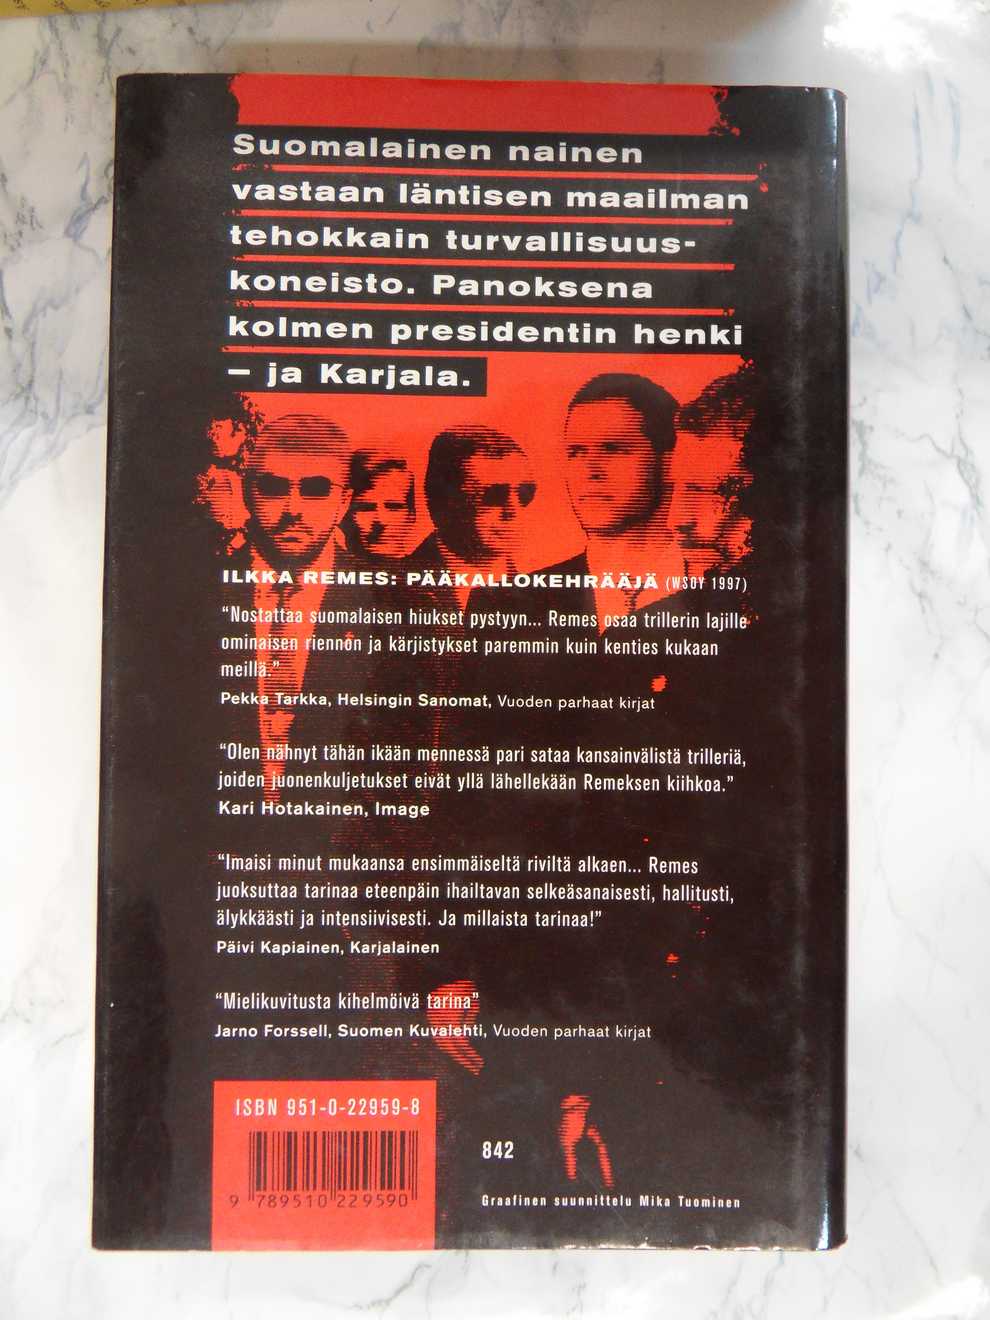 Suomalainen nainen
vastaan läntisen maailman
tehokkain turvallisuus-
koneisto. Panoksena
kolmen presidentin henki
– ja Karjala.
ILKKA REMES: PÄÄKALLOKEHRÄÄJÄ (WSOY 1997)
“Nostattaa suomalaisen hiukset pystyyn... Remes osaa trillerin lajille
ominaisen riennon ja kärjistykset paremmin kuin kenties kukaan
meillä.”
Pekka Tarkka, Helsingin Sanomat, Vuoden parhaat kirjat
“Olen nähnyt tähän ikään mennessä pari sataa kansainvälistä trilleriä,
joiden juonenkuljetukset eivät yllä lähellekään Remeksen kiihkoa.”
Kari Hotakainen, Image
“Imaisi minut mukaansa ensimmäiseltä riviltä alkaen... Remes
juoksuttaa tarinaa eteenpäin ihailtavan selkeäsanaisesti, hallitusti,
älykkäästi ja intensiivisesti. Ja millaista tarinaa!”
Päivi Kapiainen, Karjalainen
“Mielikuvitusta kihelmöivä tarina”
Jarno Forssell, Suomen Kuvalehti, Vuoden parhaat kirjat
ISBN 951-0-22959-8
9 789510 229590
842
Graafinen suunnittelu Mika Tuominen